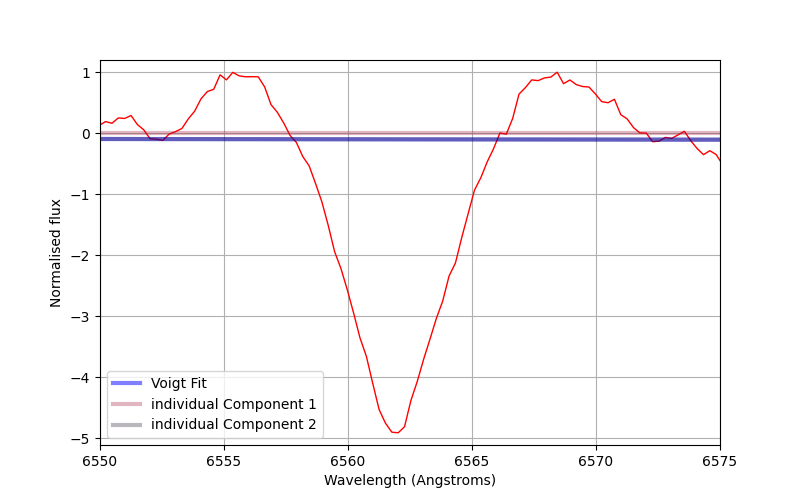 1
0
−1
−2
−3
−4
−5
Normalised flux
Voigt Fit
individual Component 1
individual Component 2
6550 6555 6560 6565 6570 6575
Wavelength (Angstroms)